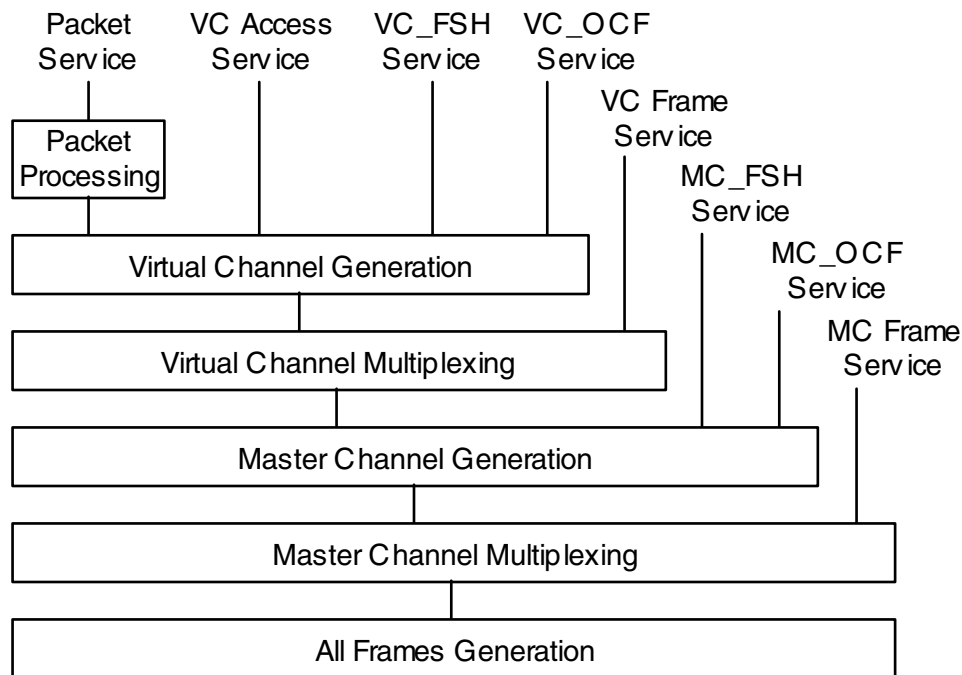 Packet
Service
VC Access
Service
VC_FSH
Service
VC_OCF
Service
VC Frame
Service
Packet
Processing
MC_FSH
Service
Virtual Channel Generation
MC_OCF
Service
MC Frame
Service
Virtual Channel Multiplexing
Master Channel Generation
Master Channel Multiplexing
All Frames Generation